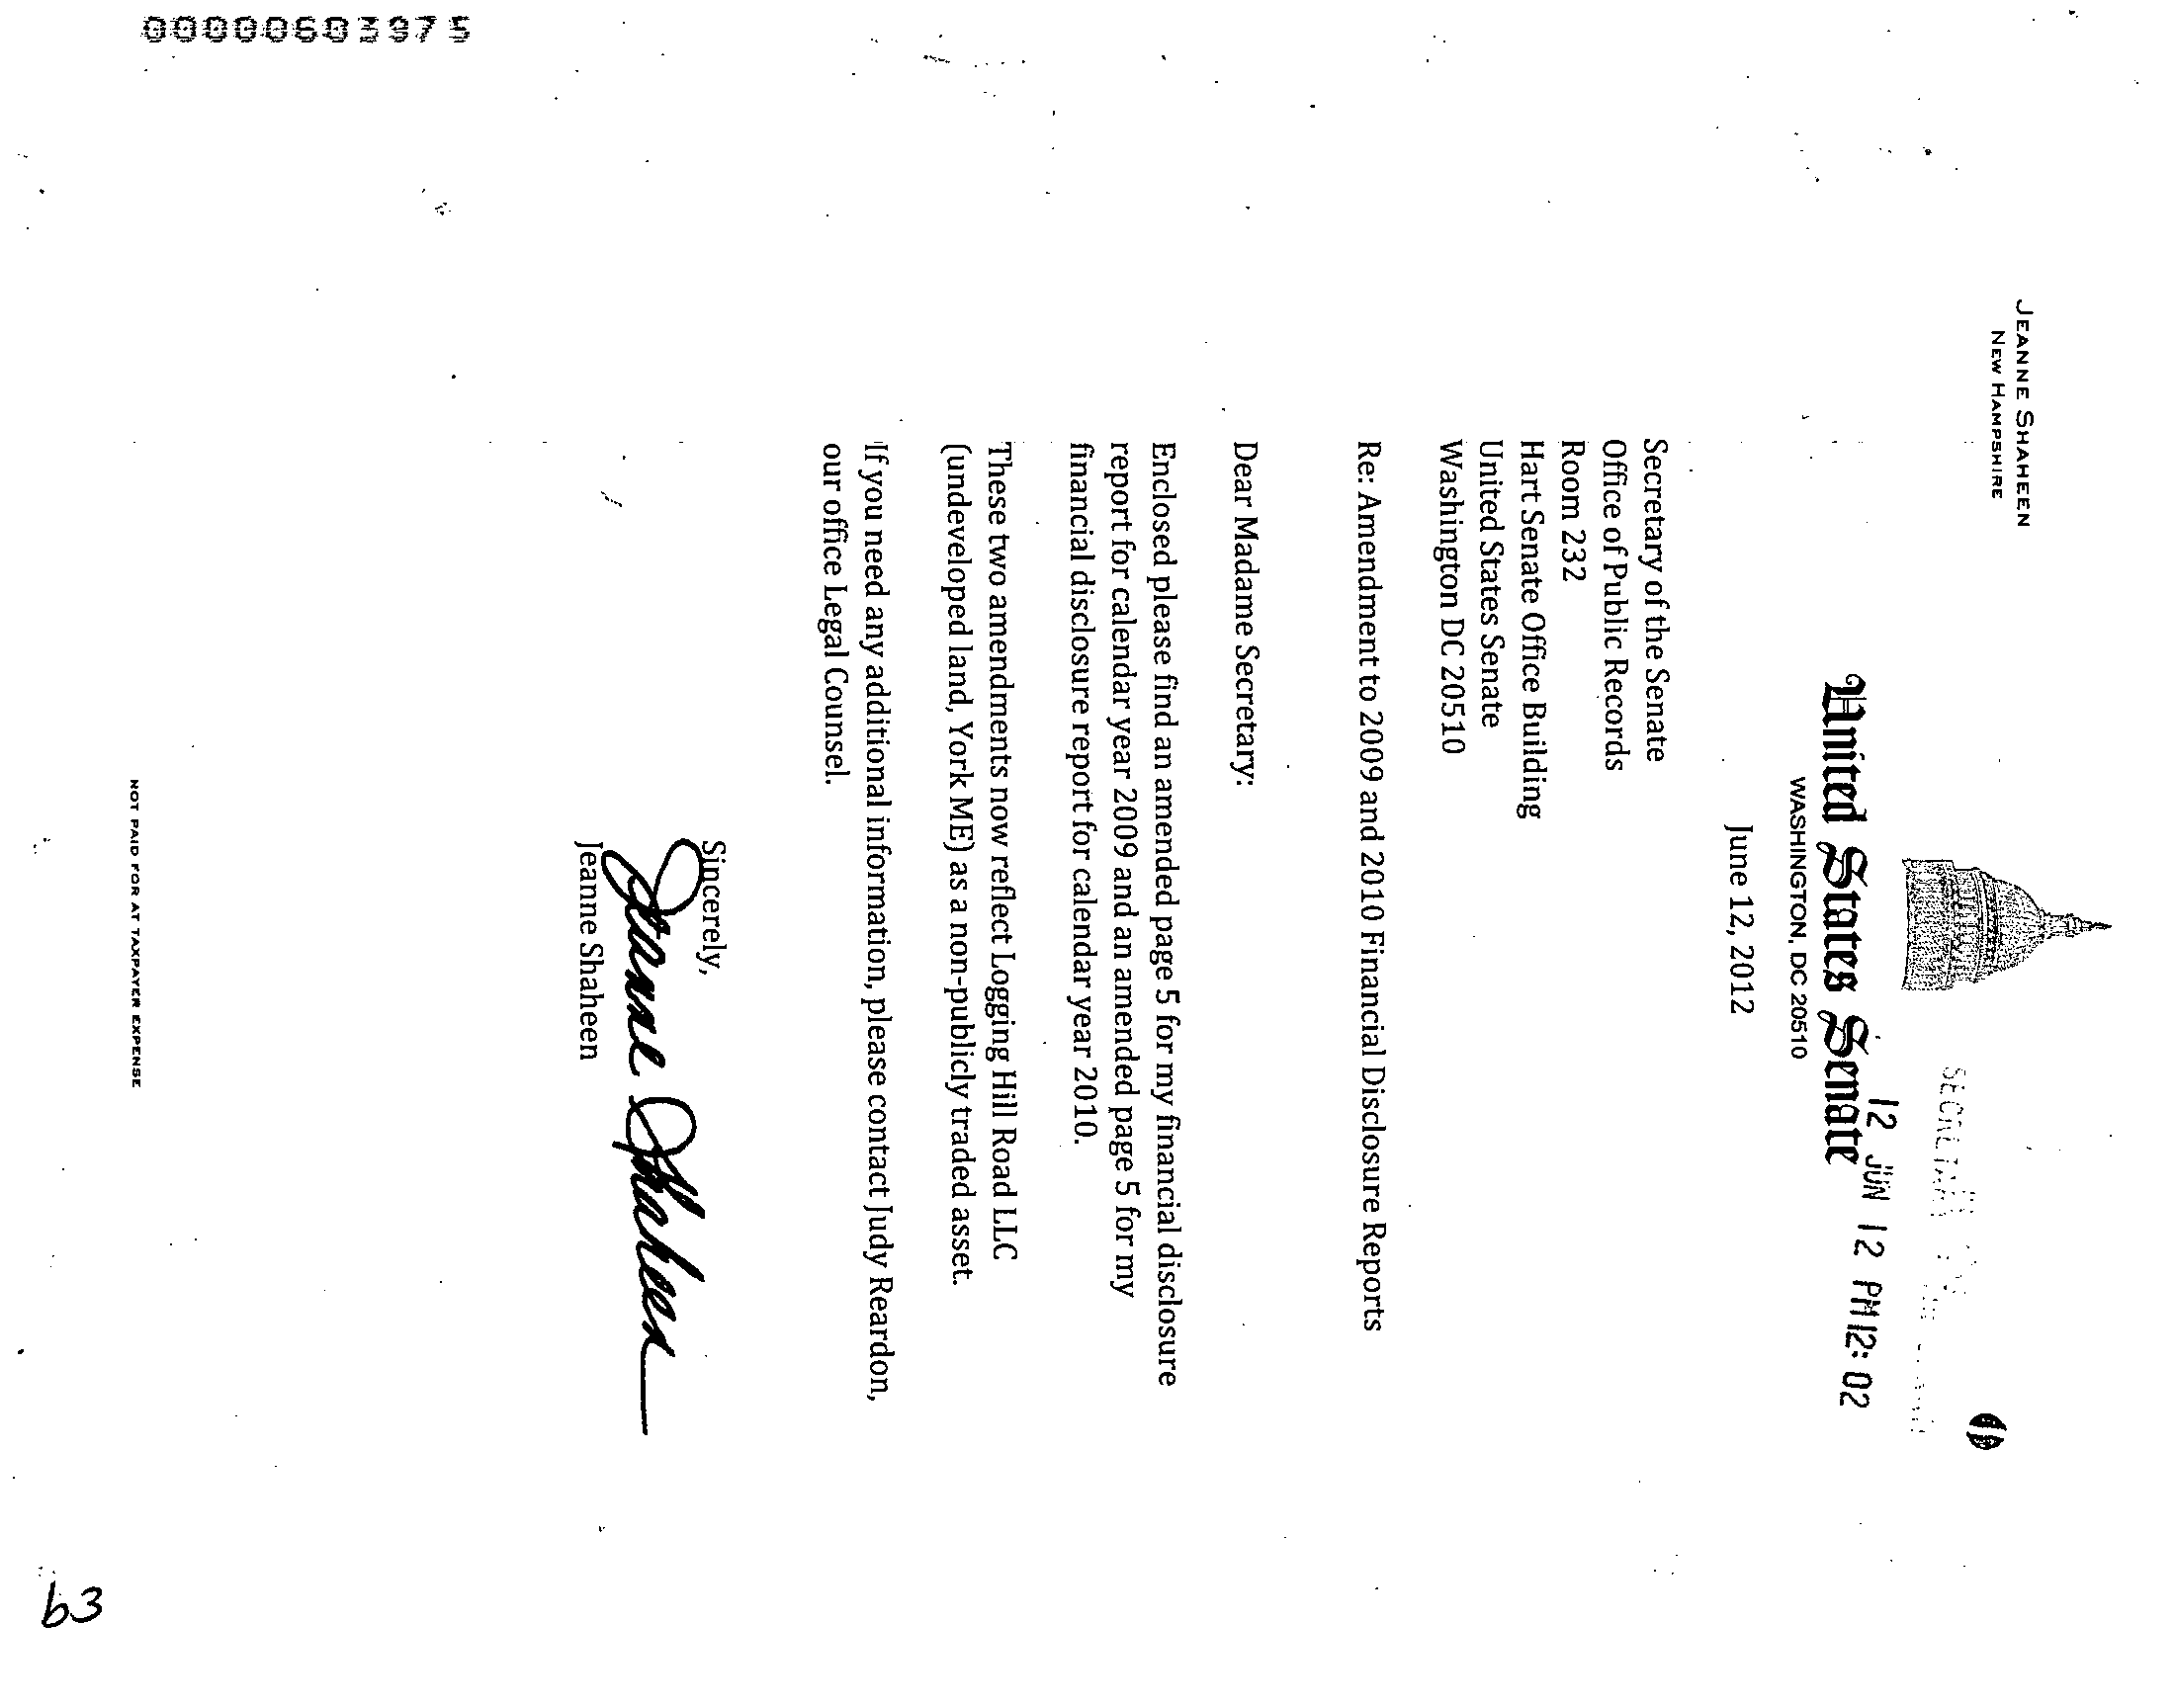 00000603975
JEANNE SHAHEEN
NEW HAMPSHIRE
12 JUN 12 PM 12:02
United States Senate
WASHINGTON, DC 20510
June 12, 2012
Secretary of the Senate
Office of Public Records
Room 232
Hart Senate Office Building
United States Senate
Washington DC 20510
Re: Amendment to 2009 and 2010 Financial Disclosure Reports
Dear Madame Secretary:
Enclosed please find an amended page 5 for my financial disclosure
report for calendar year 2009 and an amended page 5 for my
financial disclosure report for calendar year 2010.
These two amendments now reflect Logging Hill Road LLC
(undeveloped land, York ME) as a non-publicly traded asset.
If you need any additional information, please contact Judy Reardon,
our office Legal Counsel.
Sincerely,
Jeanne Shaheen
Jeanne Shaheen
NOT PAID FOR AT TAXPAYER EXPENSE
b3